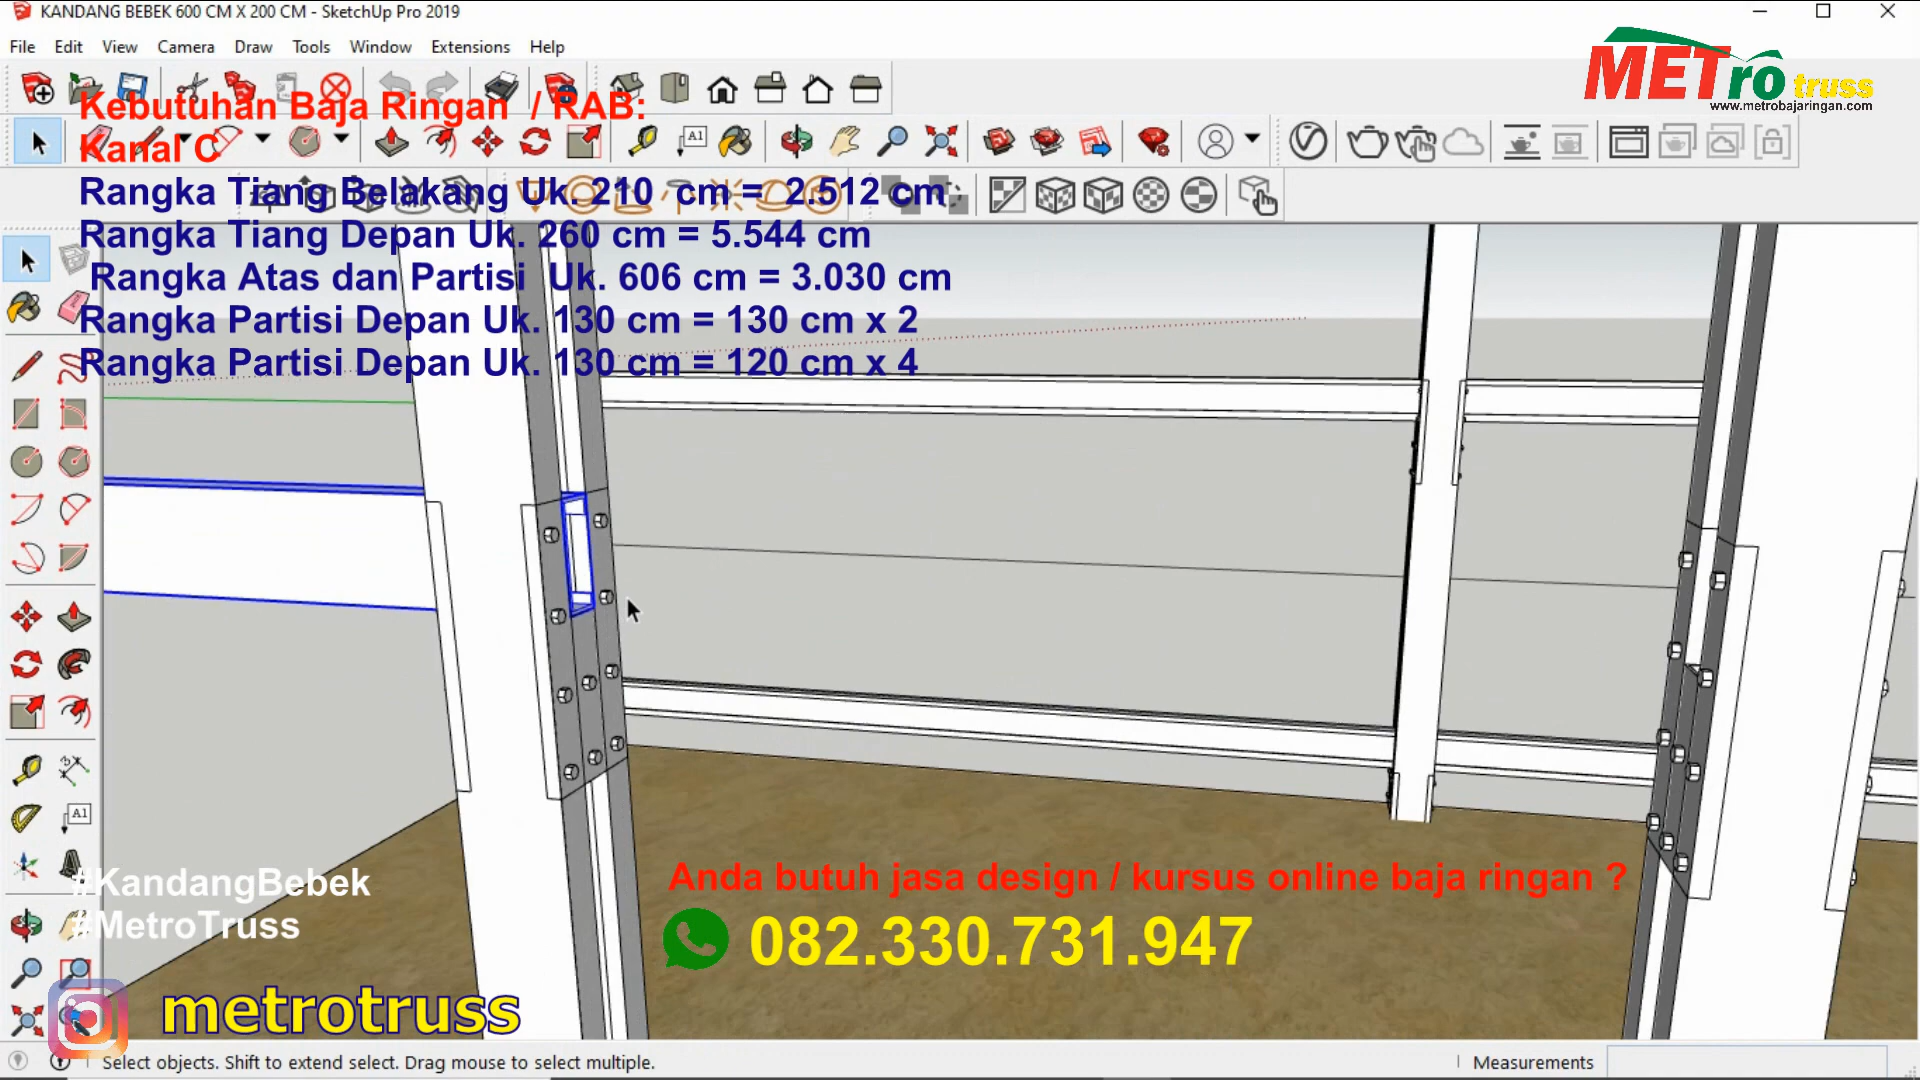 KANDANG BEBEK 600 CM X 200 CM - SketchUp Pro 2019
File Edit View Camera Draw Tools Window Extensions Help
METro truss
www.metrobajaringan.com
Kebutuhan Baja Ringan / RAB:
Kanal C
Rangka Tiang Belakang Uk. 210 cm = 2.512 cm
Rangka Tiang Depan Uk. 260 cm = 5.544 cm
Rangka Atas dan Partisi Uk. 606 cm = 3.030 cm
Rangka Partisi Depan Uk. 130 cm = 130 cm x 2
Rangka Partisi Depan Uk. 130 cm = 120 cm x 4
A1
A1
#KandangBebek
#MetroTruss
Anda butuh jasa design / kursus online baja ringan ?
082.330.731.947
metrotruss
Select objects. Shift to extend select. Drag mouse to select multiple.
Measurements